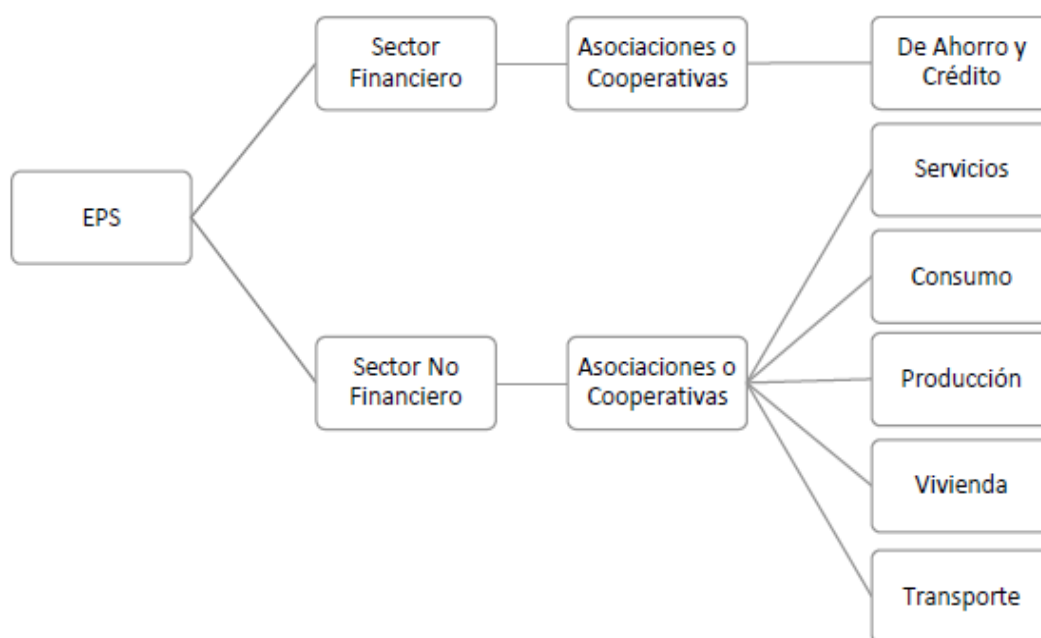 Sector
Financiero
Asociaciones o
Cooperativas
De Ahorro y
Crédito
Servicios
EPS
Consumo
Sector No
Financiero
Asociaciones o
Cooperativas
Producción
Vivienda
Transporte